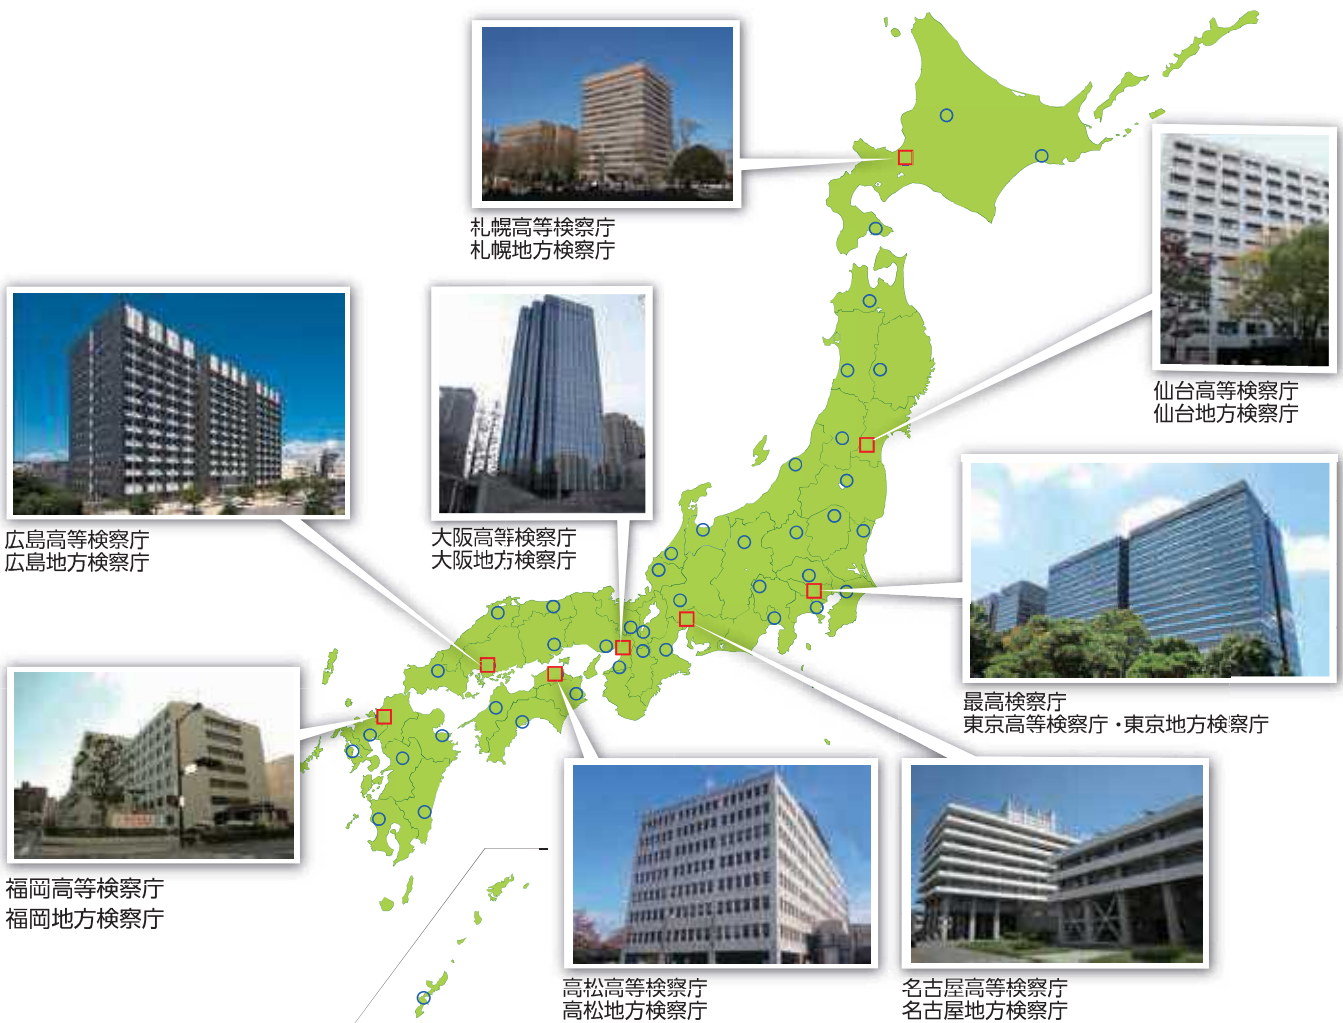 札幌高等検察庁
札幌地方検察庁
仙台高等検察庁
仙台地方検察庁
広島高等検察庁
広島地方検察庁
大阪高等検察庁
大阪地方検察庁
最高検察庁
東京高等検察庁・東京地方検察庁
福岡高等検察庁
福岡地方検察庁
高松高等検察庁
高松地方検察庁
名古屋高等検察庁
名古屋地方検察庁